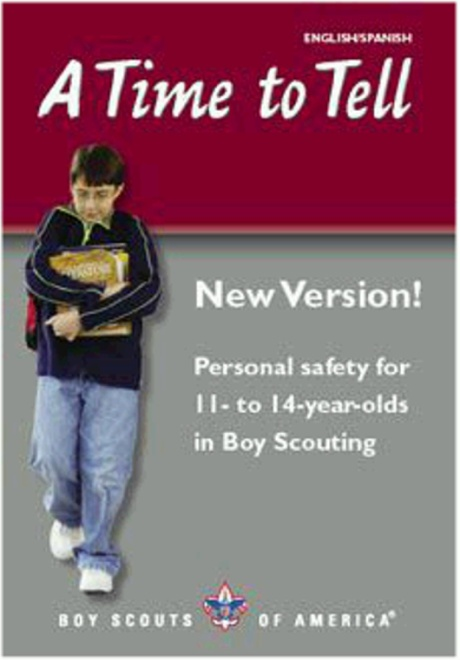 ENGLISH/SPANISH
A Time to Tell
New Version!
Personal safety for
11- to 14-year-olds
in Boy Scouting
BOY SCOUTS OF AMERICA®